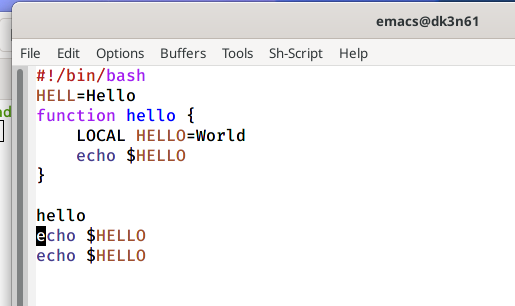 emacs@dk3n61
File Edit Options Buffers Tools Sh-Script Help
#!/bin/bash
HELL=Hello
function hello {
    LOCAL HELLO=World
    echo $HELLO
}
hello
echo $HELLO
echo $HELLO